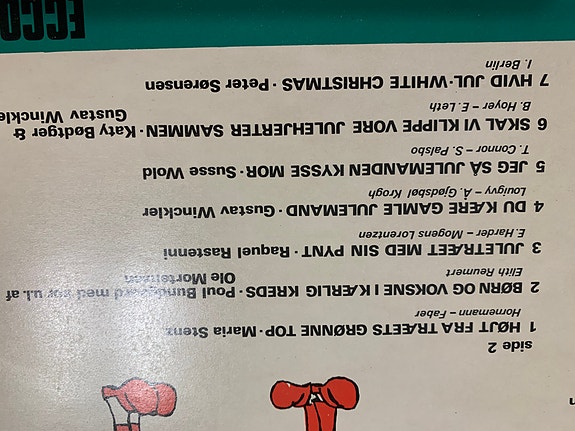 side 2
1 HØJT FRA TRÆETS GRØNNE TOP · Maria Stenz
Hornemann – Faber
2 BØRN OG VOKSNE I KÆRLIG KREDS · Poul Bundgaard med kor u.l. af
Ole Mortensen
Elith Reumert
3 JULETRÆET MED SIN PYNT · Raquel Rastenni
E. Harder – Mogens Lorentzen
4 DU KÆRE GAMLE JULEMAND · Gustav Winckler
Louigvy – Å. Gjødsbøl Krogh
5 JEG SÅ JULEMANDEN KYSSE MOR · Susse Wold
T. Connor – S. Palsbo
6 SKAL VI KLIPPE VORE JULEHJERTER SAMMEN · Katy Bødtger &
Gustav Winckler
B. Hoyer – E. Leth
7 HVID JUL-WHITE CHRISTMAS · Peter Sørensen
I. Berlin